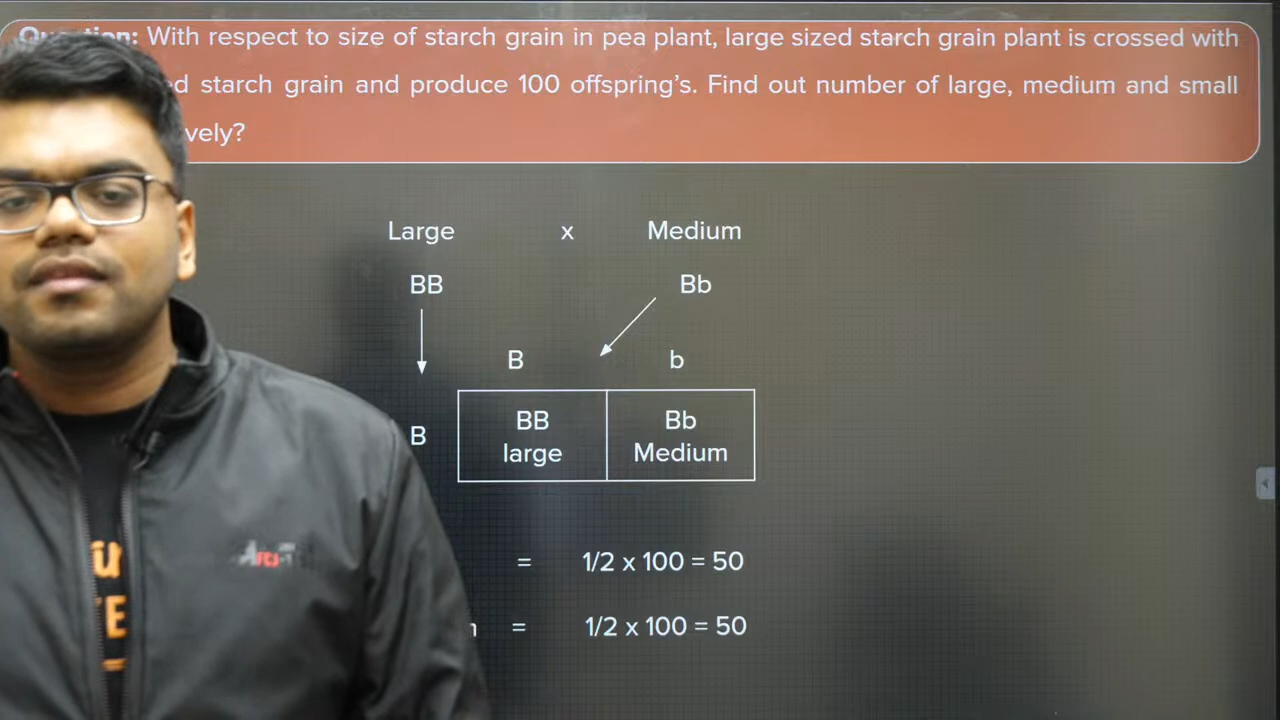 Question: With respect to size of starch grain in pea plant, large sized starch grain plant is crossed with
starch grain and produce 100 offspring's. Find out number of large, medium and small
Large x Medium
BB Bb
B b
B BB Bb
large Medium
= 1/2 x 100 = 50
= 1/2 x 100 = 50